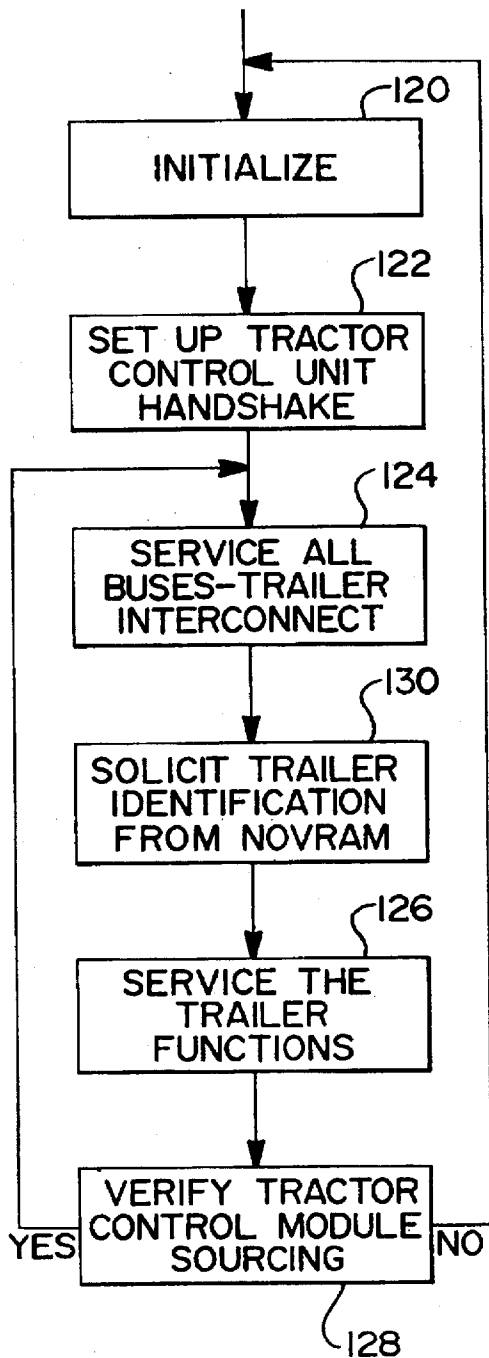 120
INITIALIZE
122
SET UP TRACTOR
CONTROL UNIT
HANDSHAKE
124
SERVICE ALL
BUSES-TRAILER
INTERCONNECT
130
SOLICIT TRAILER
IDENTIFICATION
FROM NOVRAM
126
SERVICE THE
TRAILER
FUNCTIONS
VERIFY TRACTOR
CONTROL MODULE
SOURCING
YES
NO
128